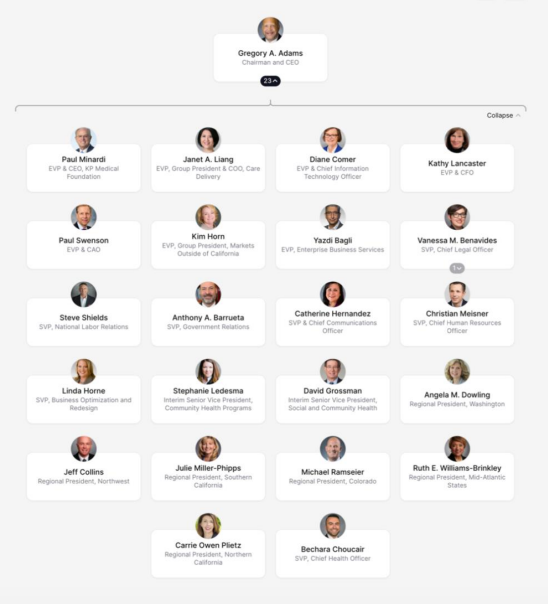 Gregory A. Adams
Chairman and CEO
23
Collapse
Paul Minardi
EVP & CEO, KP Medical
Foundation
Janet A. Liang
EVP, Group President & COO, Care
Delivery
Diane Comer
EVP & Chief Information
Technology Officer
Kathy Lancaster
EVP & CFO
Paul Swenson
EVP & CAO
Kim Horn
EVP, Group President, Markets
Outside of California
Yazdi Bagli
EVP, Enterprise Business Services
Vanessa M. Benavides
SVP, Chief Legal Officer
1
Steve Shields
SVP, National Labor Relations
Anthony A. Barrueta
SVP, Government Relations
Catherine Hernandez
SVP & Chief Communications
Officer
Christian Meisner
SVP, Chief Human Resources
Officer
Linda Horne
SVP, Business Optimization and
Redesign
Stephanie Ledesma
Interim Senior Vice President,
Community Health Programs
David Grossman
Interim Senior Vice President,
Social and Community Health
Angela M. Dowling
Regional President, Washington
Jeff Collins
Regional President, Northwest
Julie Miller-Phipps
Regional President, Southern
California
Michael Ramseier
Regional President, Colorado
Ruth E. Williams-Brinkley
Regional President, Mid-Atlantic
States
Carrie Owen Plietz
Regional President, Northern
California
Bechara Choucair
SVP, Chief Health Officer